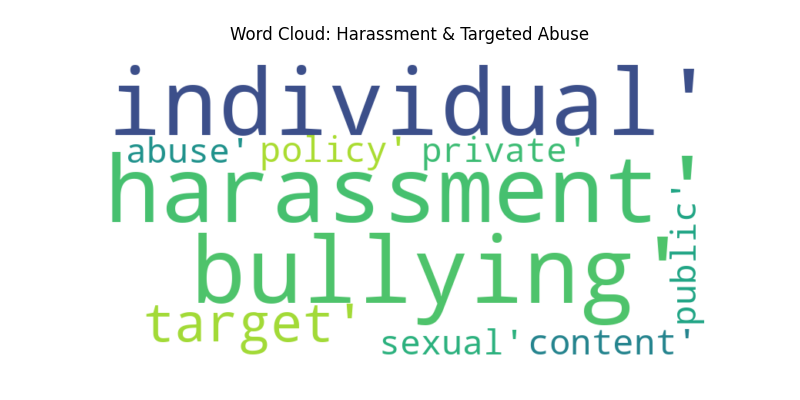 Word Cloud: Harassment & Targeted Abuse
individual'
abuse' policy' private'
harassment'
public'
bullying'
target'
sexual' content'